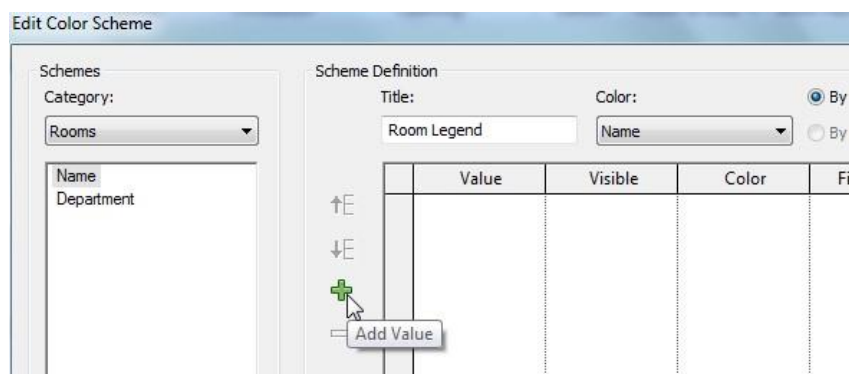 Edit Color Scheme
Schemes
Category:
Rooms
Name
Department
Scheme Definition
Title:
Color:
By
Room Legend
Name
By
Value
Visible
Color
Fi
Add Value